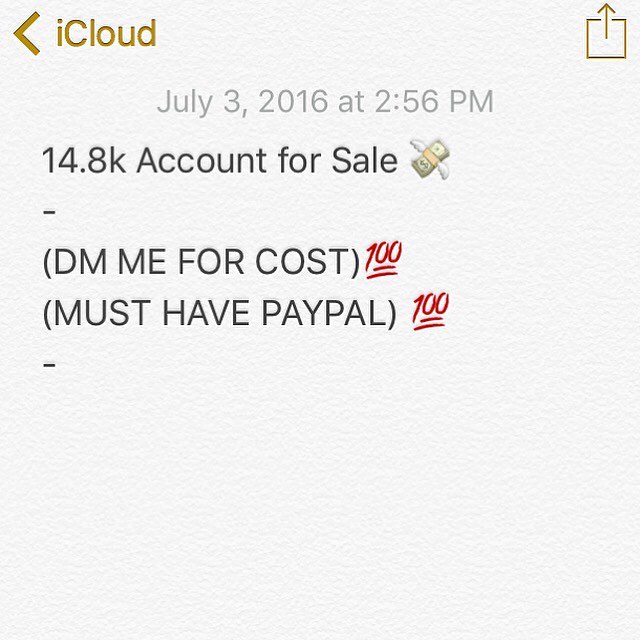 iCloud
July 3, 2016 at 2:56 PM
14.8k Account for Sale 💸
-
(DM ME FOR COST)💯
(MUST HAVE PAYPAL) 💯
-